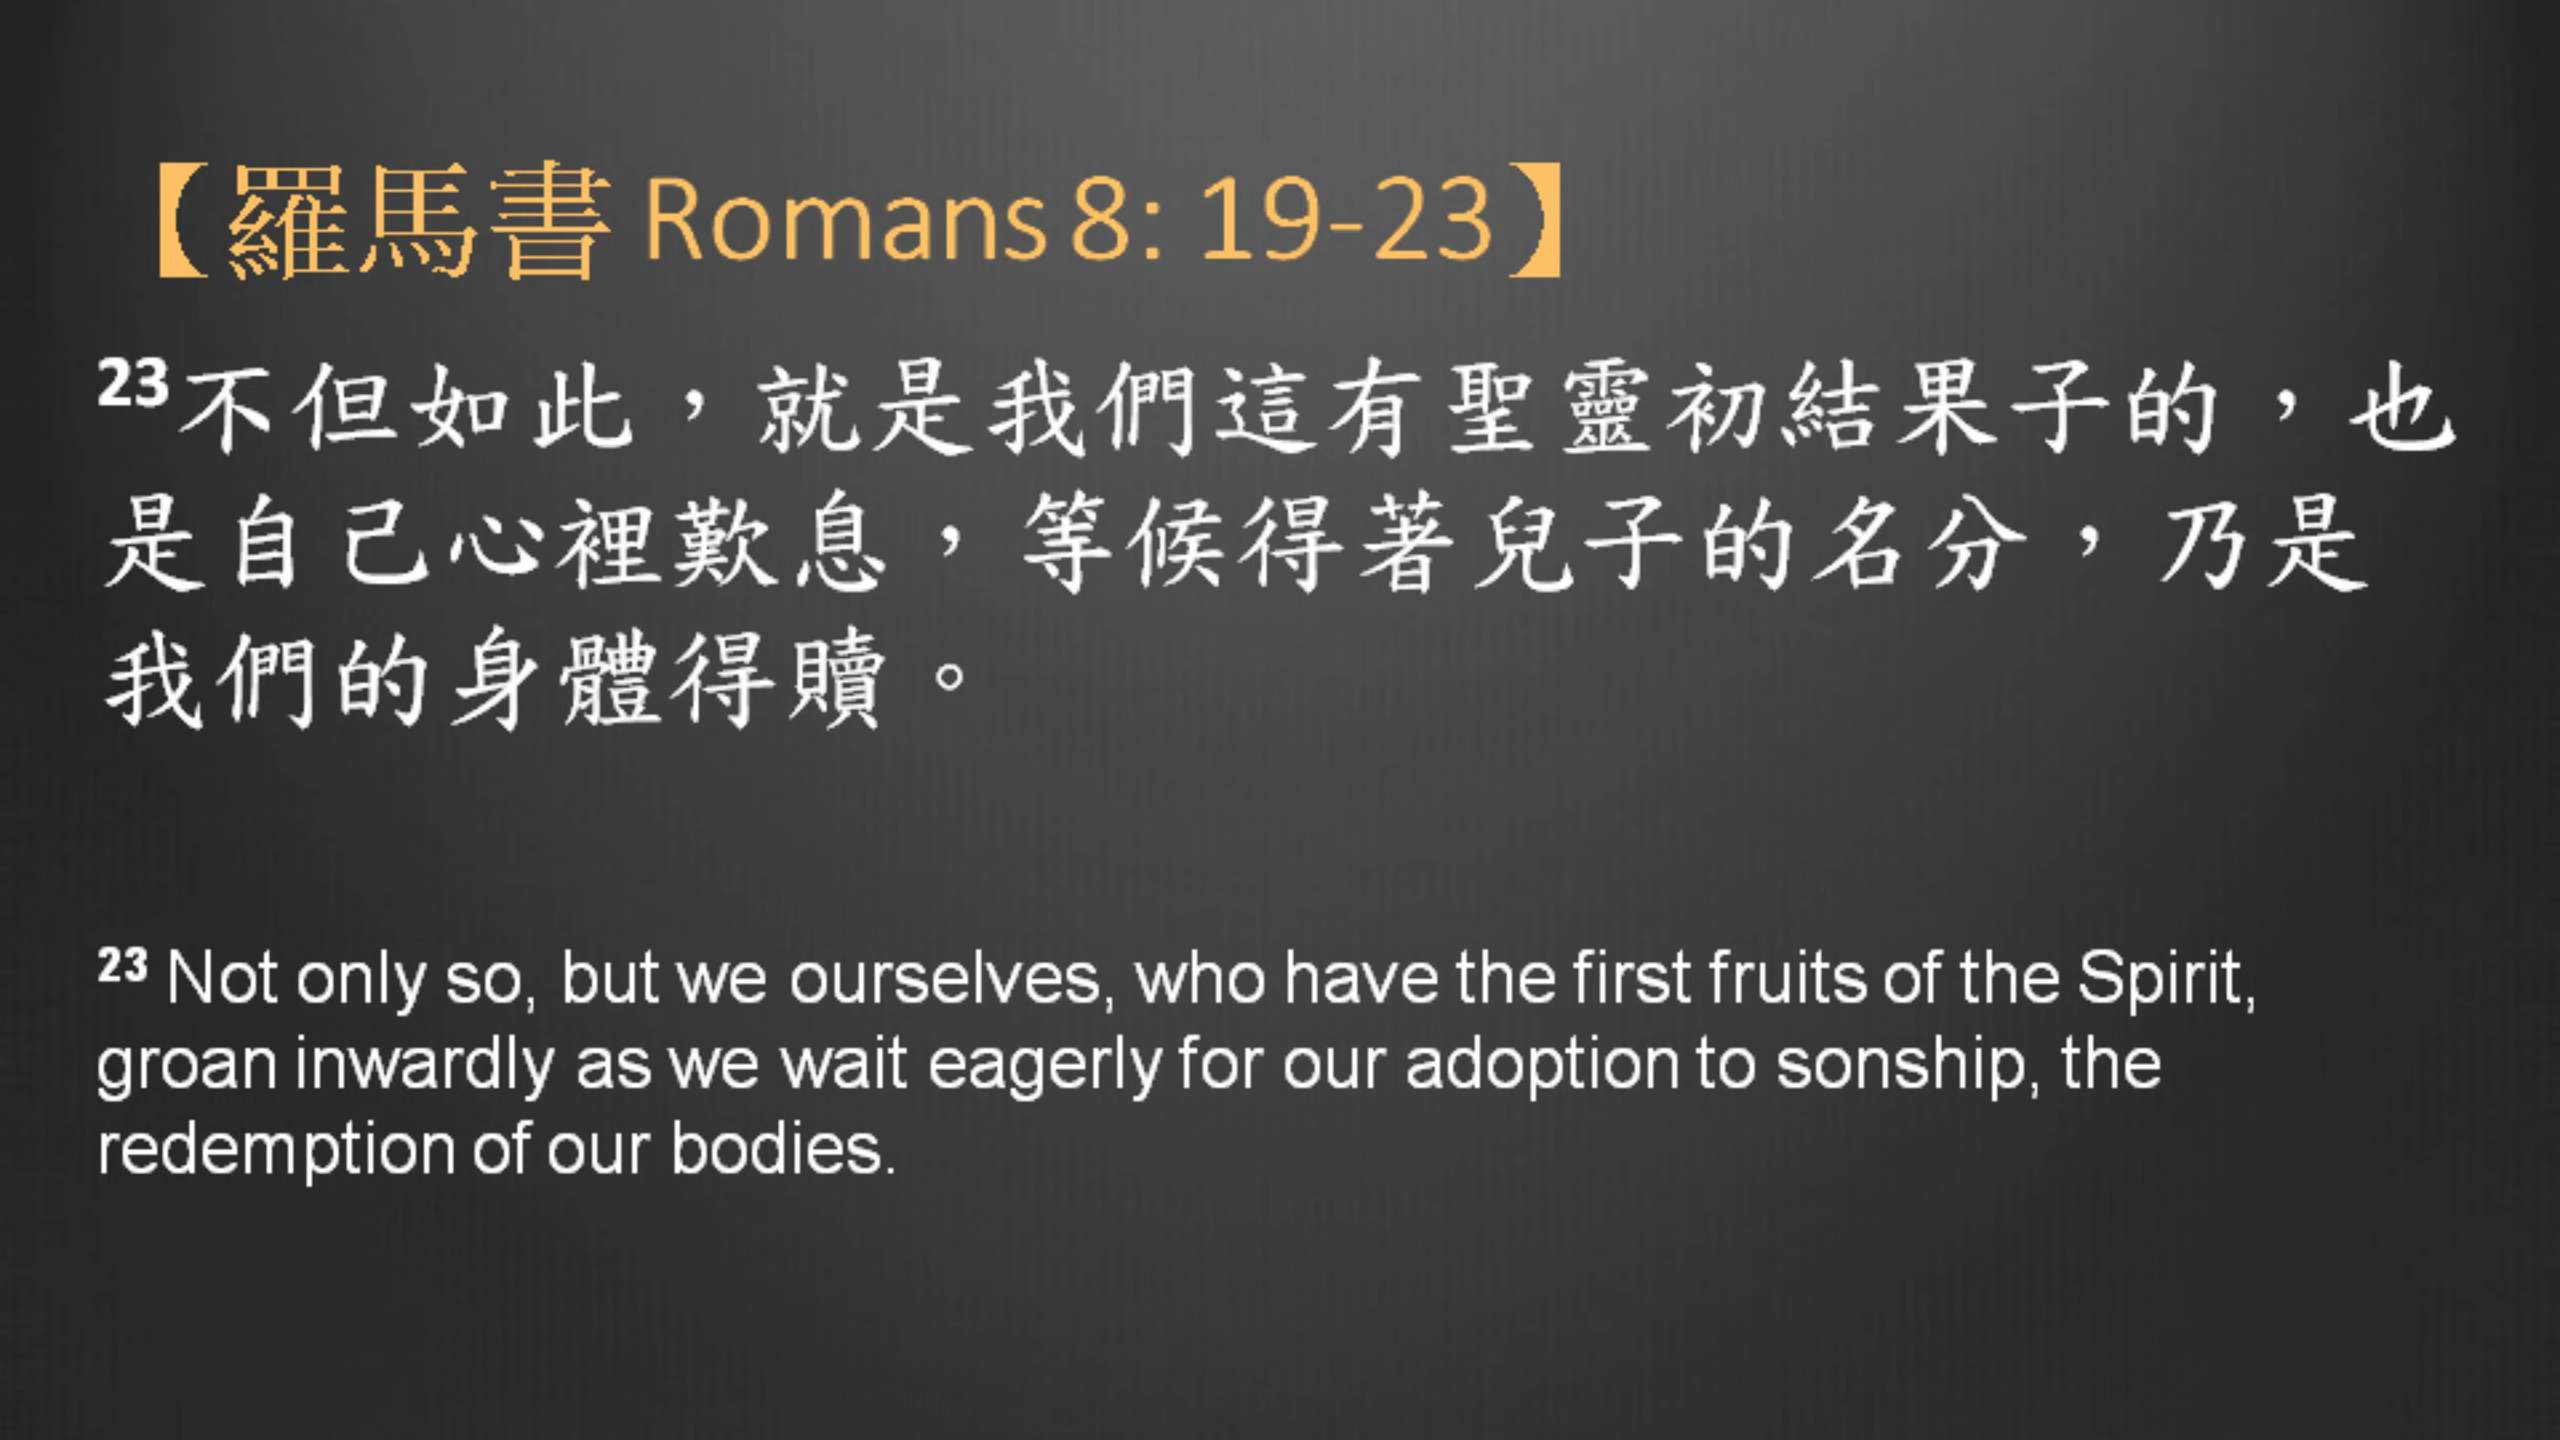 【羅馬書 Romans 8: 19-23】
23不但如此，就是我們這有聖靈初結果子的，也
是自己心裡歎息，等候得著兒子的名分，乃是
我們的身體得贖。
23 Not only so, but we ourselves, who have the first fruits of the Spirit,
groan inwardly as we wait eagerly for our adoption to sonship, the
redemption of our bodies.